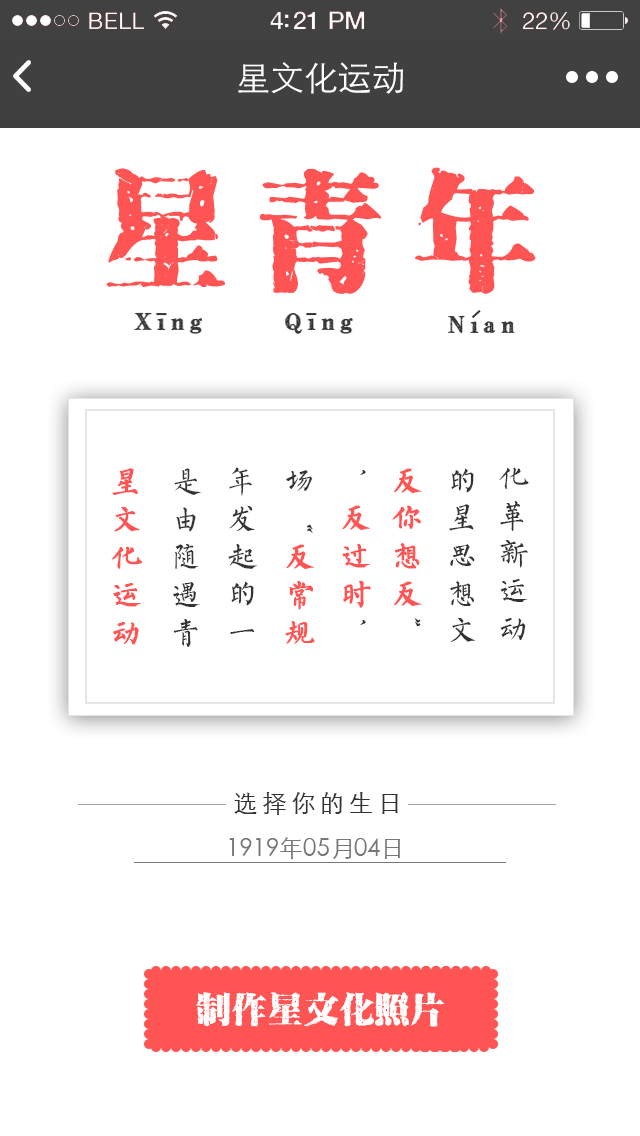 BELL 4:21 PM 22%
星文化运动
星青年
Xīng Qīng Nían
星文化运动
是由随遇青
年发起的一
场“反常规
，反过时，
反你想反”
的星思想文
化革新运动
选择你的生日
1919年05月04日
制作星文化照片